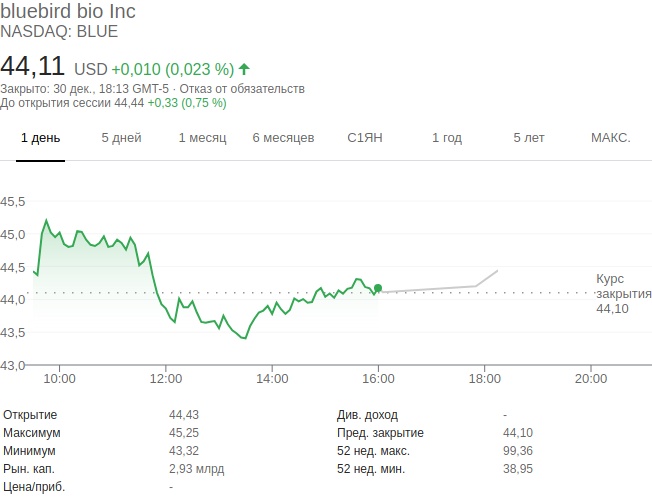 bluebird bio Inc
NASDAQ: BLUE
44,11 USD +0,010 (0,023 %)
Закрыто: 30 дек., 18:13 GMT-5 · Отказ от обязательств
До открытия сессии 44,44 +0,33 (0,75 %)
1 день 5 дней 1 месяц 6 месяцев С1ЯН 1 год 5 лет МАКС.
45,5
45,0
44,5
44,0
43,5
43,0
Курс
закрытия
44,10
10:00 12:00 14:00 16:00 18:00 20:00
Открытие 44,43 Див. доход -
Максимум 45,25 Пред. закрытие 44,10
Минимум 43,32 52 нед. макс. 99,36
Рын. кап. 2,93 млрд 52 нед. мин. 38,95
Цена/приб. -